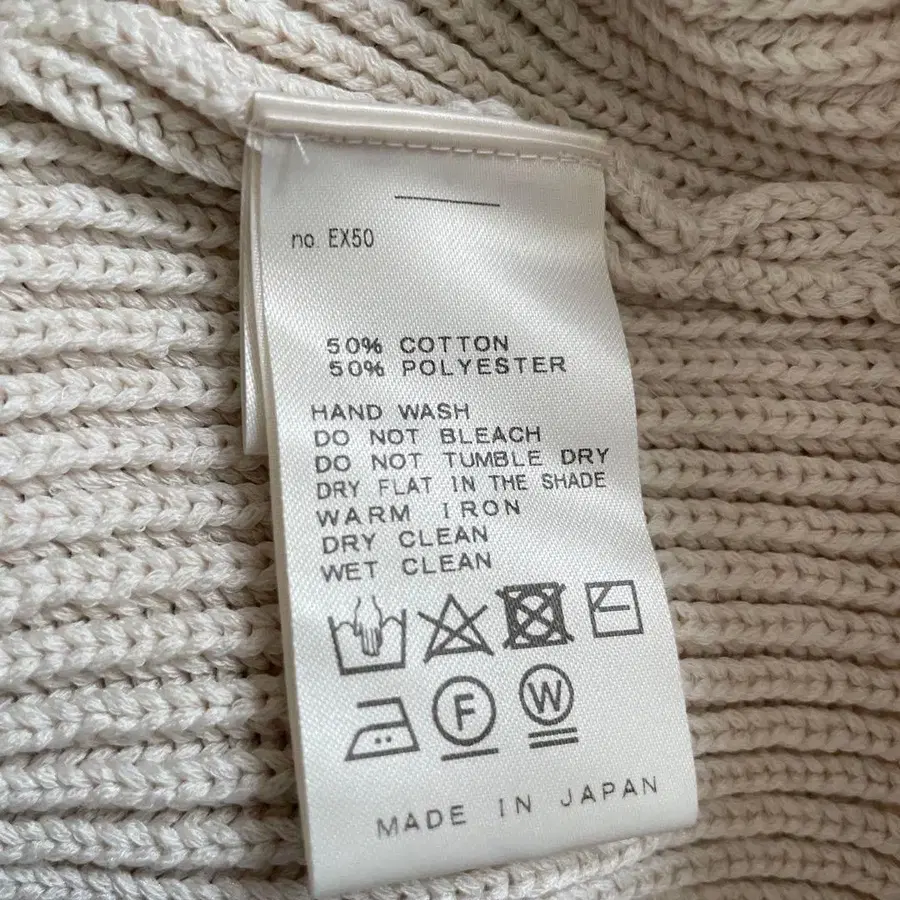 no EX50
50% COTTON
50% POLYESTER
HAND WASH
DO NOT BLEACH
DO NOT TUMBLE DRY
DRY FLAT IN THE SHADE
WARM IRON
DRY CLEAN
WET CLEAN
F W
MADE IN JAPAN